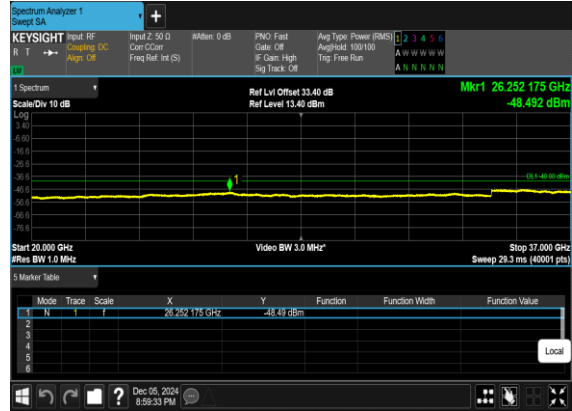 Spectrum Analyzer 1
Swept SA
+
KEYSIGHT Input: RF
R T Coupling: DC
Align: Off
LW
Input Z: 50 Ω
Corr CCorr
Freq Ref: Int (S)
#Atten: 0 dB
PNO: Fast
Gate: Off
IF Gain: High
Sig Track: Off
Avg Type: Power (RMS)
Avg|Hold: 100/100
Trig: Free Run
1 2 3 4 5 6
A W W W W W
A N N N N N
1 Spectrum
Scale/Div 10 dB
Ref Lvl Offset 33.40 dB
Ref Level 13.40 dBm
Mkr1 26.252 175 GHz
-48.492 dBm
Log
3.40
-6.60
-16.6
-26.6
-36.6
-46.6
-56.6
-66.6
-76.6
1
DL1 -40.00 dBm
Start 20.000 GHz
#Res BW 1.0 MHz
Video BW 3.0 MHz*
Stop 37.000 GHz
Sweep 29.3 ms (40001 pts)
5 Marker Table
Mode Trace Scale X Y Function Function Width Function Value
1 N 1 f 26.252 175 GHz -48.49 dBm
2
3
4
5
6
Local
?
Dec 05, 2024
8:59:33 PM